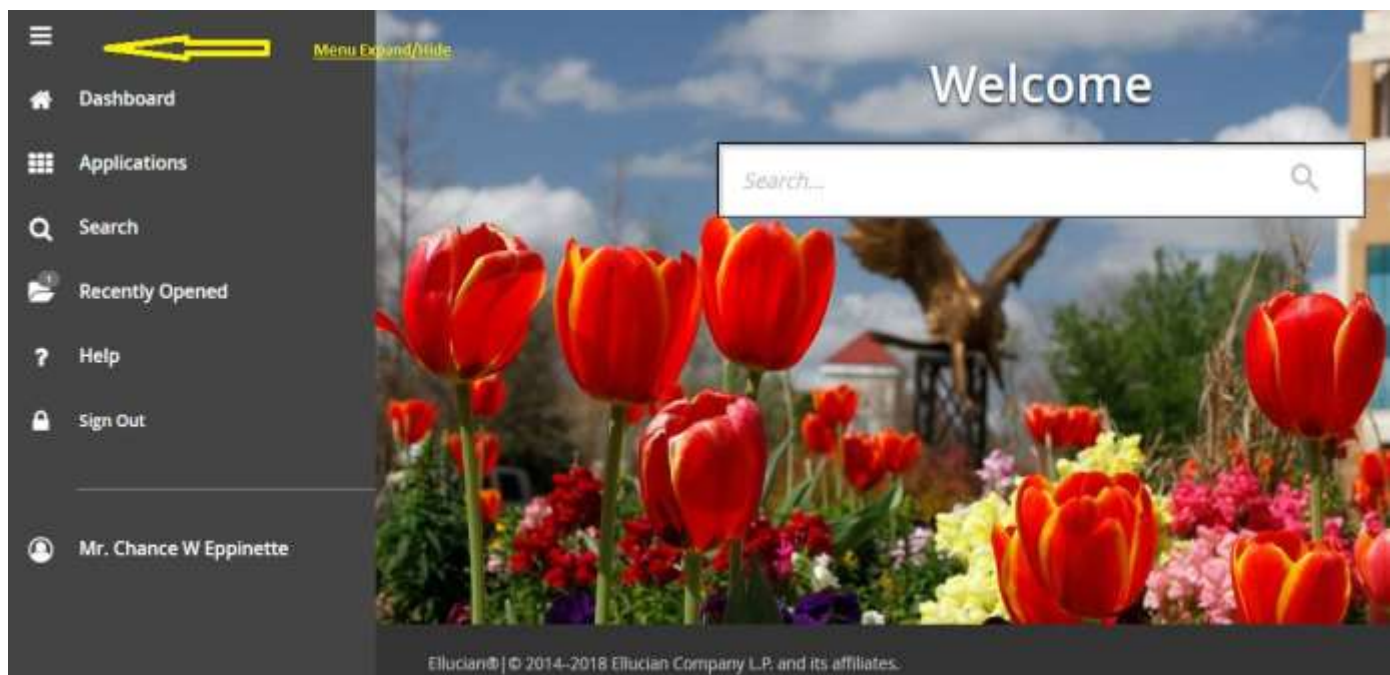 Menu Expand/Hide
Dashboard
Applications
Search
1
Recently Opened
Help
Sign Out
Mr. Chance W Eppinette
Welcome
Search...
Ellucian®|© 2014-2018 Ellucian Company L.P. and its affiliates.